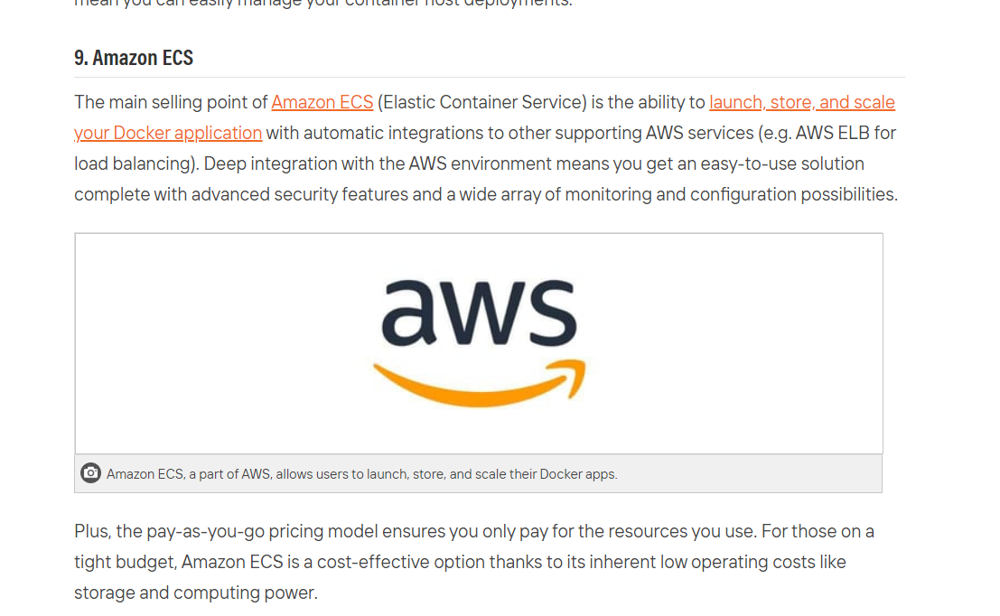 mean you can easily manage your container host deployments.
9. Amazon ECS
The main selling point of Amazon ECS (Elastic Container Service) is the ability to launch, store, and scale
your Docker application with automatic integrations to other supporting AWS services (e.g. AWS ELB for
load balancing). Deep integration with the AWS environment means you get an easy-to-use solution
complete with advanced security features and a wide array of monitoring and configuration possibilities.
aws
Amazon ECS, a part of AWS, allows users to launch, store, and scale their Docker apps.
Plus, the pay-as-you-go pricing model ensures you only pay for the resources you use. For those on a
tight budget, Amazon ECS is a cost-effective option thanks to its inherent low operating costs like
storage and computing power.